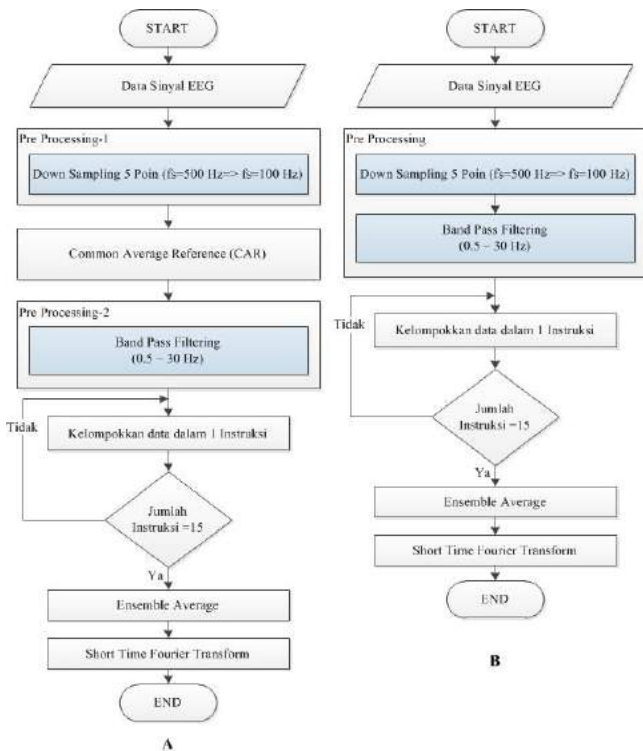 START
Data Sinyal EEG
Pre Processing-1
Down Sampling 5 Poin (fs=500 Hz=> fs=100 Hz)
Common Average Reference (CAR)
Pre Processing-2
Band Pass Filtering
(0.5 – 30 Hz)
Tidak
Kelompokkan data dalam 1 Instruksi
Jumlah
Instruksi =15
Ya
Ensemble Average
Short Time Fourier Transform
END
A
START
Data Sinyal EEG
Pre Processing
Down Sampling 5 Poin (fs=500 Hz=> fs=100 Hz)
Band Pass Filtering
(0.5 – 30 Hz)
Tidak
Kelompokkan data dalam 1 Instruksi
Jumlah
Instruksi =15
Ya
Ensemble Average
Short Time Fourier Transform
END
B